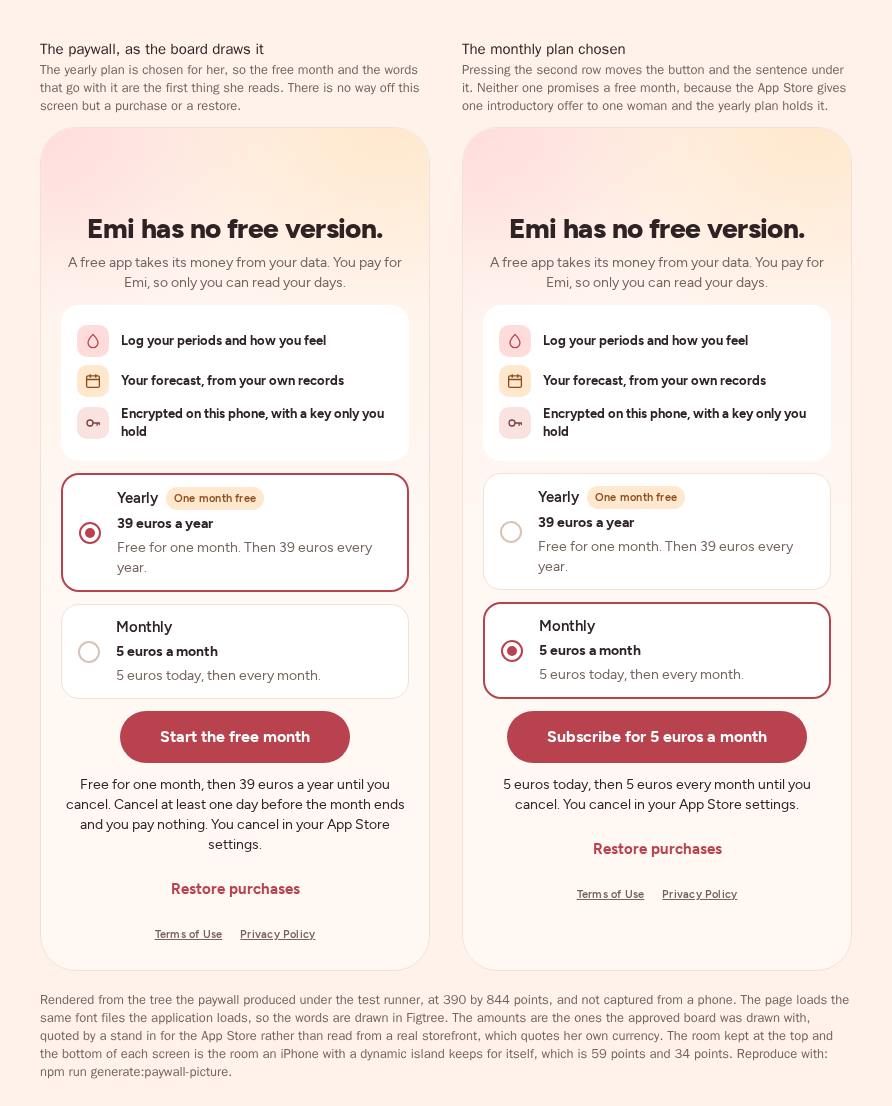 The paywall, as the board draws it
The yearly plan is chosen for her, so the free month and the words
that go with it are the first thing she reads. There is no way off this
screen but a purchase or a restore.
Emi has no free version.
A free app takes its money from your data. You pay for
Emi, so only you can read your days.
Log your periods and how you feel
Your forecast, from your own records
Encrypted on this phone, with a key only you
hold
Yearly One month free
39 euros a year
Free for one month. Then 39 euros every
year.
Monthly
5 euros a month
5 euros today, then every month.
Start the free month
Free for one month, then 39 euros a year until you
cancel. Cancel at least one day before the month ends
and you pay nothing. You cancel in your App Store
settings.
Restore purchases
Terms of Use Privacy Policy
The monthly plan chosen
Pressing the second row moves the button and the sentence under
it. Neither one promises a free month, because the App Store gives
one introductory offer to one woman and the yearly plan holds it.
Emi has no free version.
A free app takes its money from your data. You pay for
Emi, so only you can read your days.
Log your periods and how you feel
Your forecast, from your own records
Encrypted on this phone, with a key only you
hold
Yearly One month free
39 euros a year
Free for one month. Then 39 euros every
year.
Monthly
5 euros a month
5 euros today, then every month.
Subscribe for 5 euros a month
5 euros today, then 5 euros every month until you
cancel. You cancel in your App Store settings.
Restore purchases
Terms of Use Privacy Policy
Rendered from the tree the paywall produced under the test runner, at 390 by 844 points, and not captured from a phone. The page loads the
same font files the application loads, so the words are drawn in Figtree. The amounts are the ones the approved board was drawn with,
quoted by a stand in for the App Store rather than read from a real storefront, which quotes her own currency. The room kept at the top and
the bottom of each screen is the room an iPhone with a dynamic island keeps for itself, which is 59 points and 34 points. Reproduce with:
npm run generate:paywall-picture.